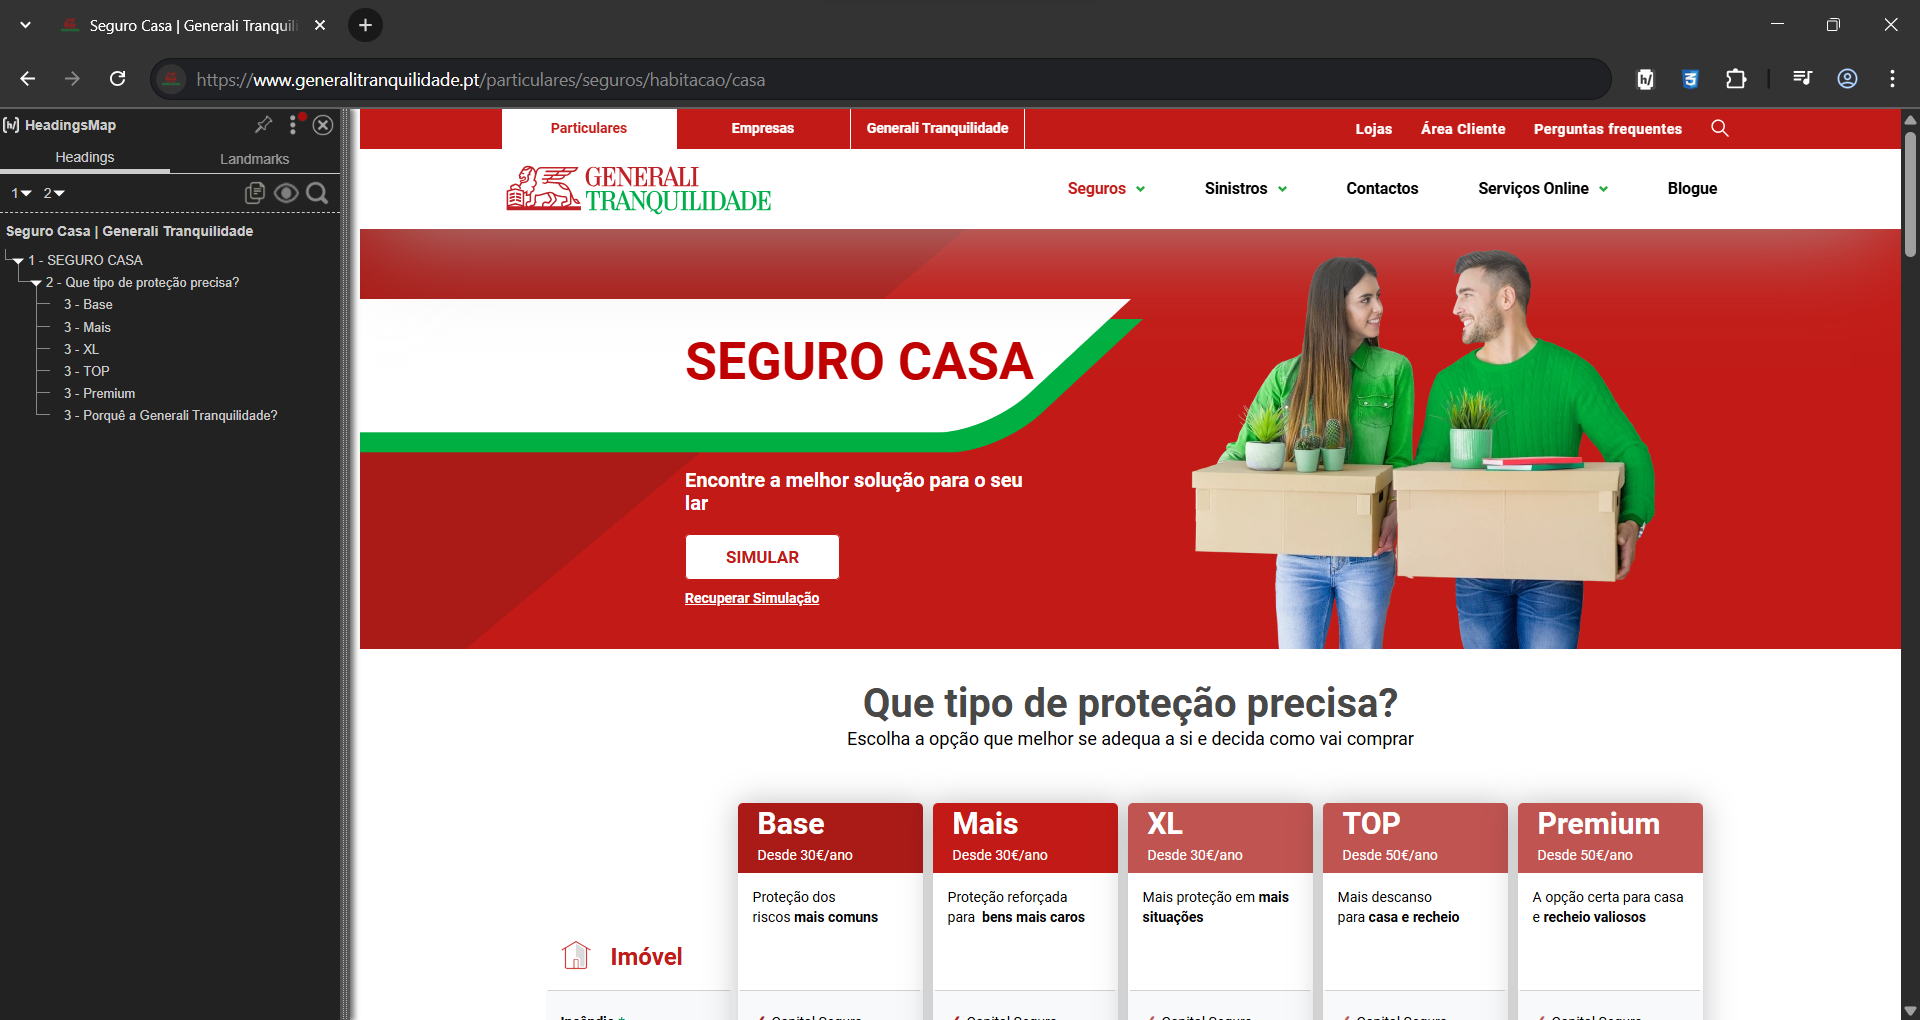 Seguro Casa | Generali Tranquili
https://www.generalitranquilidade.pt/particulares/seguros/habitacao/casa
HeadingsMap
Headings
Landmarks
1 2
Seguro Casa | Generali Tranquilidade
1 - SEGURO CASA
2 - Que tipo de proteção precisa?
3 - Base
3 - Mais
3 - XL
3 - TOP
3 - Premium
3 - Porquê a Generali Tranquilidade?
Particulares
Empresas
Generali Tranquilidade
Lojas
Área Cliente
Perguntas frequentes
GENERALI
TRANQUILIDADE
Seguros
Sinistros
Contactos
Serviços Online
Blogue
SEGURO CASA
Encontre a melhor solução para o seu
lar
SIMULAR
Recuperar Simulação
Que tipo de proteção precisa?
Escolha a opção que melhor se adequa a si e decida como vai comprar
Base
Desde 30€/ano
Proteção dos
riscos mais comuns
Mais
Desde 30€/ano
Proteção reforçada
para bens mais caros
XL
Desde 30€/ano
Mais proteção em mais
situações
TOP
Desde 50€/ano
Mais descanso
para casa e recheio
Premium
Desde 50€/ano
A opção certa para casa
e recheio valiosos
Imóvel